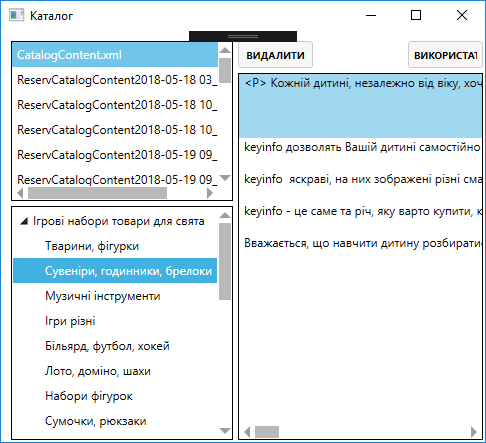 Каталог
CatalogContent.xml
ReservCatalogContent2018-05-18 03_
ReservCatalogContent2018-05-18 10_
ReservCatalogContent2018-05-18 10_
ReservCatalogContent2018-05-19 09_
ReservCatalogContent2018-05-19 09_
Ігрові набори товари для свята
Тварини, фігурки
Сувеніри, годинники, брелоки
Музичні інструменти
Ігри різні
Більярд, футбол, хокей
Лото, доміно, шахи
Набори фігурок
Сумочки, рюкзаки
ВИДАЛИТИ
ВИКОРИСТАТ
<P> Кожній дитині, незалежно від віку, хоч
keyinfo дозволять Вашій дитині самостійно
keyinfo яскраві, на них зображені різні сма
keyinfo - це саме та річ, яку варто купити, к
Вважається, що навчити дитину розбирати